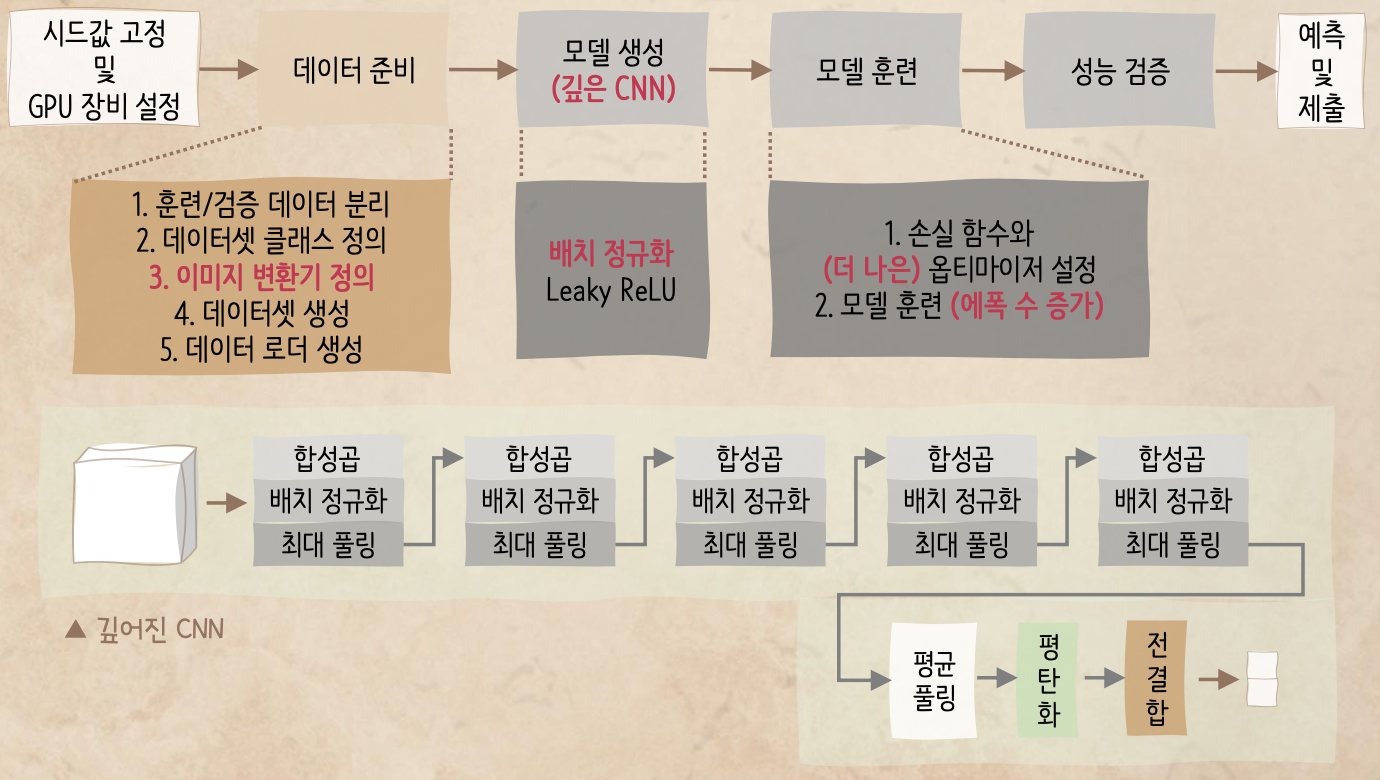 시드값 고정
및
GPU 장비 설정
데이터 준비
모델 생성
(깊은 CNN)
모델 훈련
성능 검증
예측
및
제출
1. 훈련/검증 데이터 분리
2. 데이터셋 클래스 정의
3. 이미지 변환기 정의
4. 데이터셋 생성
5. 데이터 로더 생성
배치 정규화
Leaky ReLU
1. 손실 함수와
(더 나은) 옵티마이저 설정
2. 모델 훈련 (에폭 수 증가)
합성곱
배치 정규화
최대 풀링
합성곱
배치 정규화
최대 풀링
합성곱
배치 정규화
최대 풀링
합성곱
배치 정규화
최대 풀링
합성곱
배치 정규화
최대 풀링
▲ 깊어진 CNN
평균
풀링
평
탄
화
전
결
합